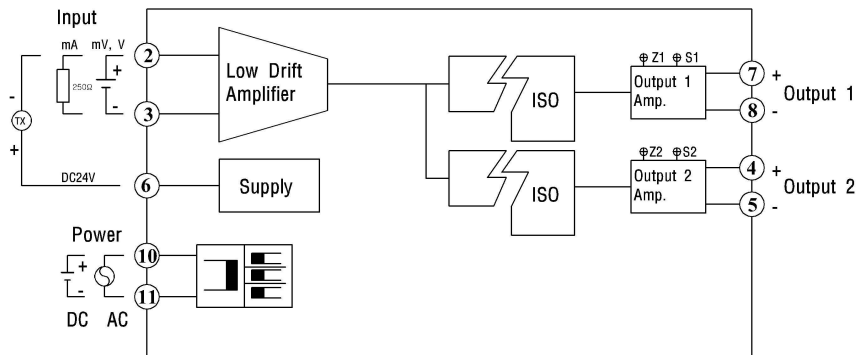 Input
mA mV, V
2
+
-
250Ω
-
TX
+
3
Low Drift
Amplifier
DC24V
6
Supply
Power
10
+
-
11
DC AC
ISO
Z1 S1
Output 1
Amp.
7
+
8
-
Output 1
ISO
Z2 S2
Output 2
Amp.
4
+
5
-
Output 2